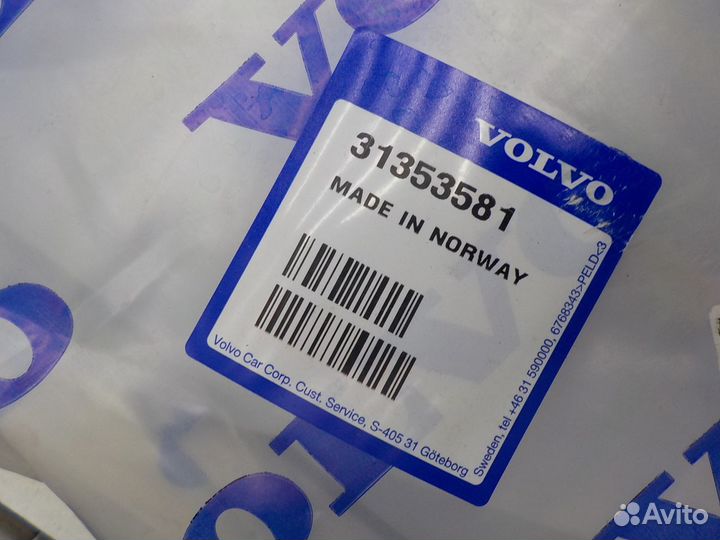 VOLVO
31353581
MADE IN NORWAY
Volvo Car Corp. Cust. Service, S-405 31 Göteborg
Sweden, tel +46 31 590000, 6768343>PELD<3
Avito